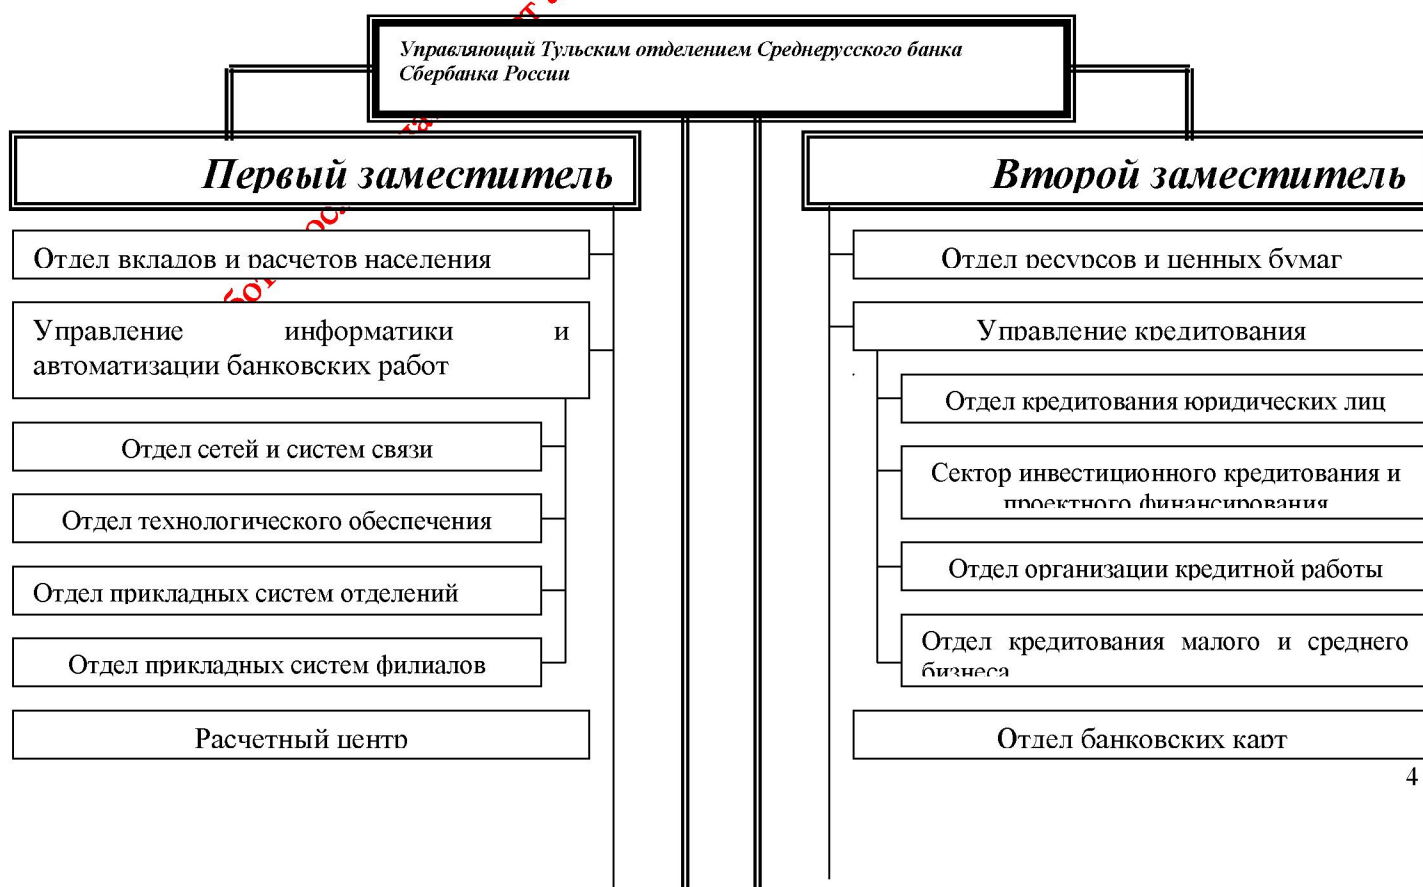 Управляющий Тульским отделением Среднерусского банка
Сбербанка России
Первый заместитель
Отдел вкладов и расчетов населения
Управление информатики и
автоматизации банковских работ
Отдел сетей и систем связи
Отдел технологического обеспечения
Отдел прикладных систем отделений
Отдел прикладных систем филиалов
Расчетный центр
Второй заместитель
Отдел ресурсов и ценных бумаг
Управление кредитования
Отдел кредитования юридических лиц
Сектор инвестиционного кредитования и
проектного финансирования
Отдел организации кредитной работы
Отдел кредитования малого и среднего
бизнеса
Отдел банковских карт
4